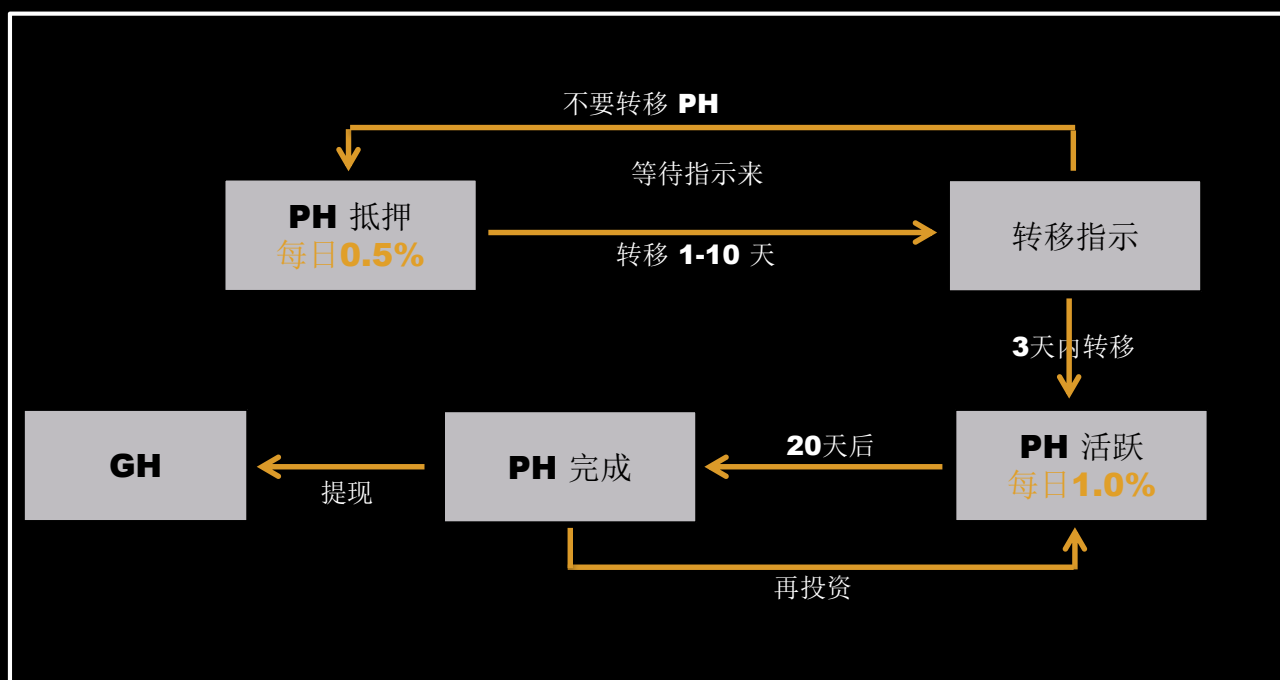 不要转移 PH
等待指示来
PH 抵押
每日0.5%
转移 1-10 天
转移指示
3天内转移
GH
提现
PH 完成
20天后
PH 活跃
每日1.0%
再投资